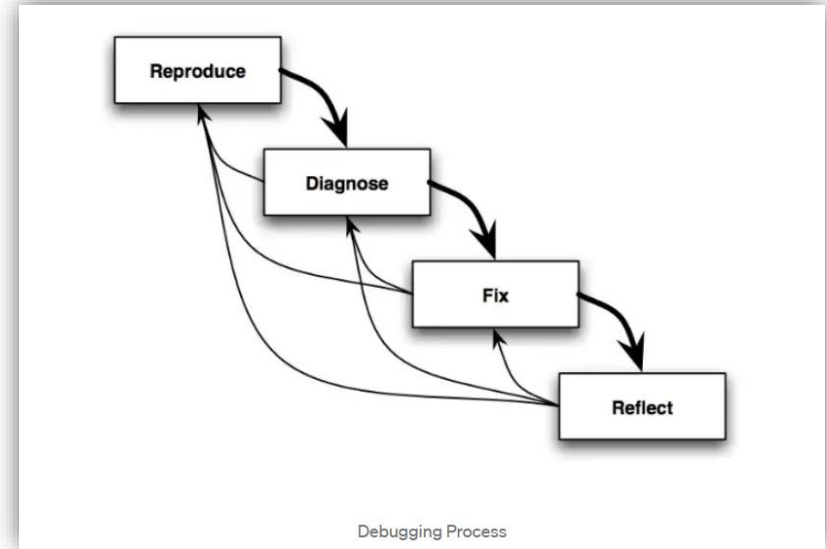 Reproduce
Diagnose
Fix
Reflect
Debugging Process